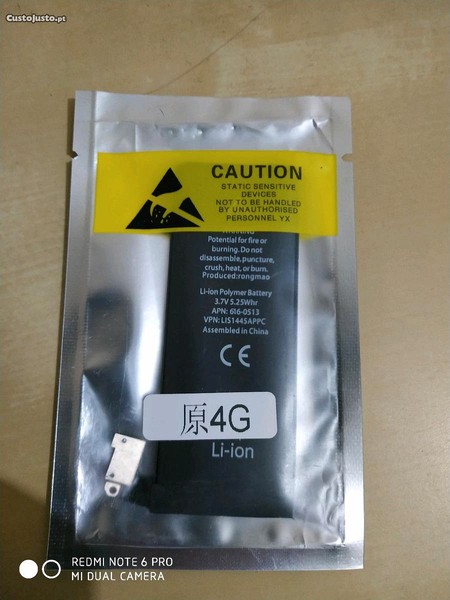 CustoJusto.pt
CAUTION
STATIC SENSITIVE
DEVICES
NOT TO BE HANDLED
BY UNAUTHORISED
PERSONNEL YX
Potential for fire or
burning. Do not
disassemble, puncture,
crush, heat, or burn.
Produced:rongmao
Li-ion Polymer Battery
3.7V 5.25Whr
APN: 616-0513
VPN: LIS1445APPC
Assembled in China
CE
原4G
Li-ion
REDMI NOTE 6 PRO
MI DUAL CAMERA